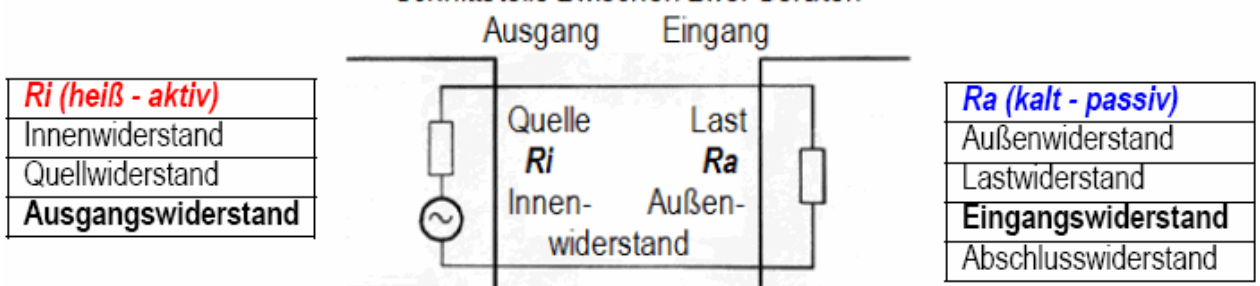 Ausgang Eingang
Ri (heiß - aktiv)
Innenwiderstand
Quellwiderstand
Ausgangswiderstand
Quelle Last
Ri Ra
Innen- Außen-
widerstand
Ra (kalt - passiv)
Außenwiderstand
Lastwiderstand
Eingangswiderstand
Abschlusswiderstand